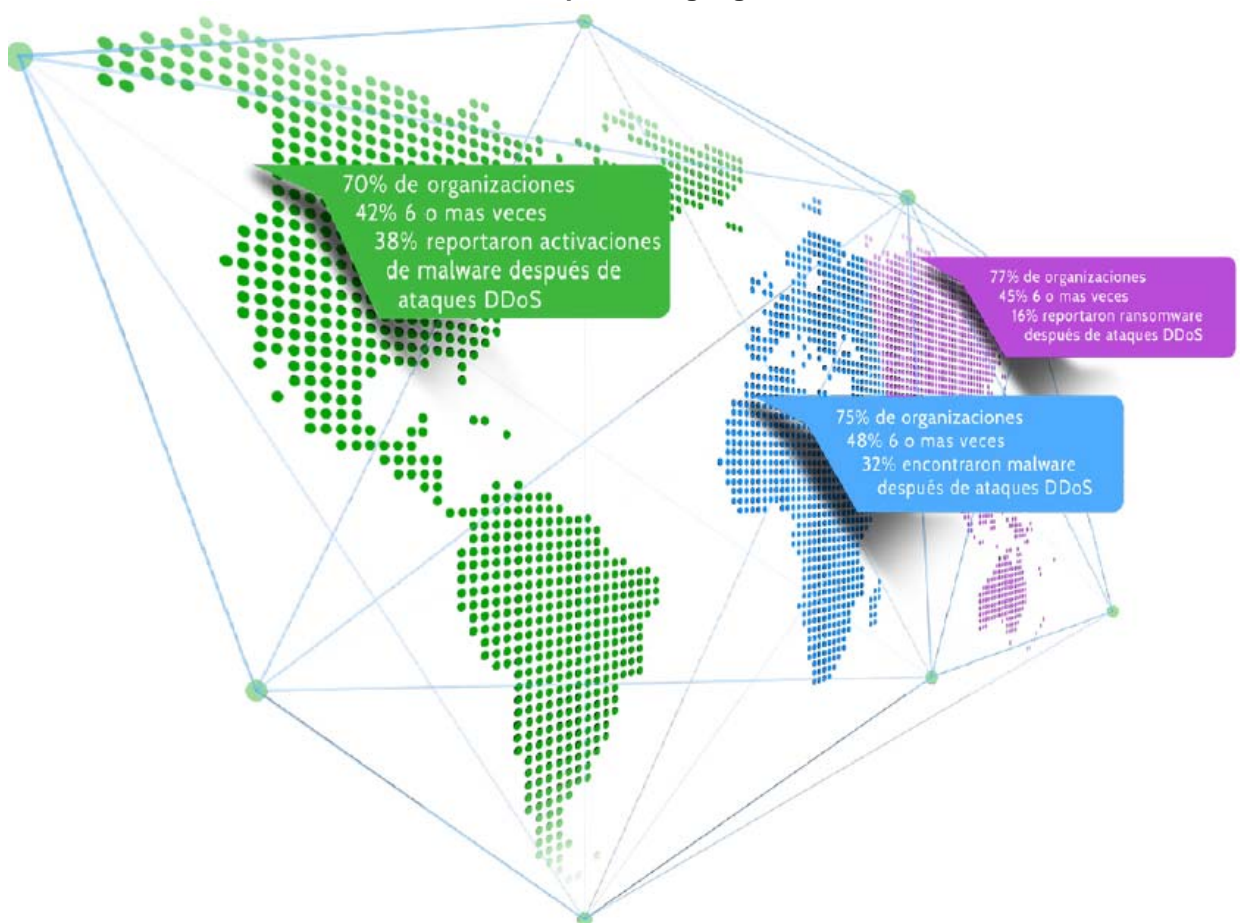 70% de organizaciones
42% 6 o mas veces
38% reportaron activaciones
de malware después de
ataques DDoS
77% de organizaciones
45% 6 o mas veces
16% reportaron ransomware
después de ataques DDoS
75% de organizaciones
48% 6 o mas veces
32% encontraron malware
después de ataques DDoS